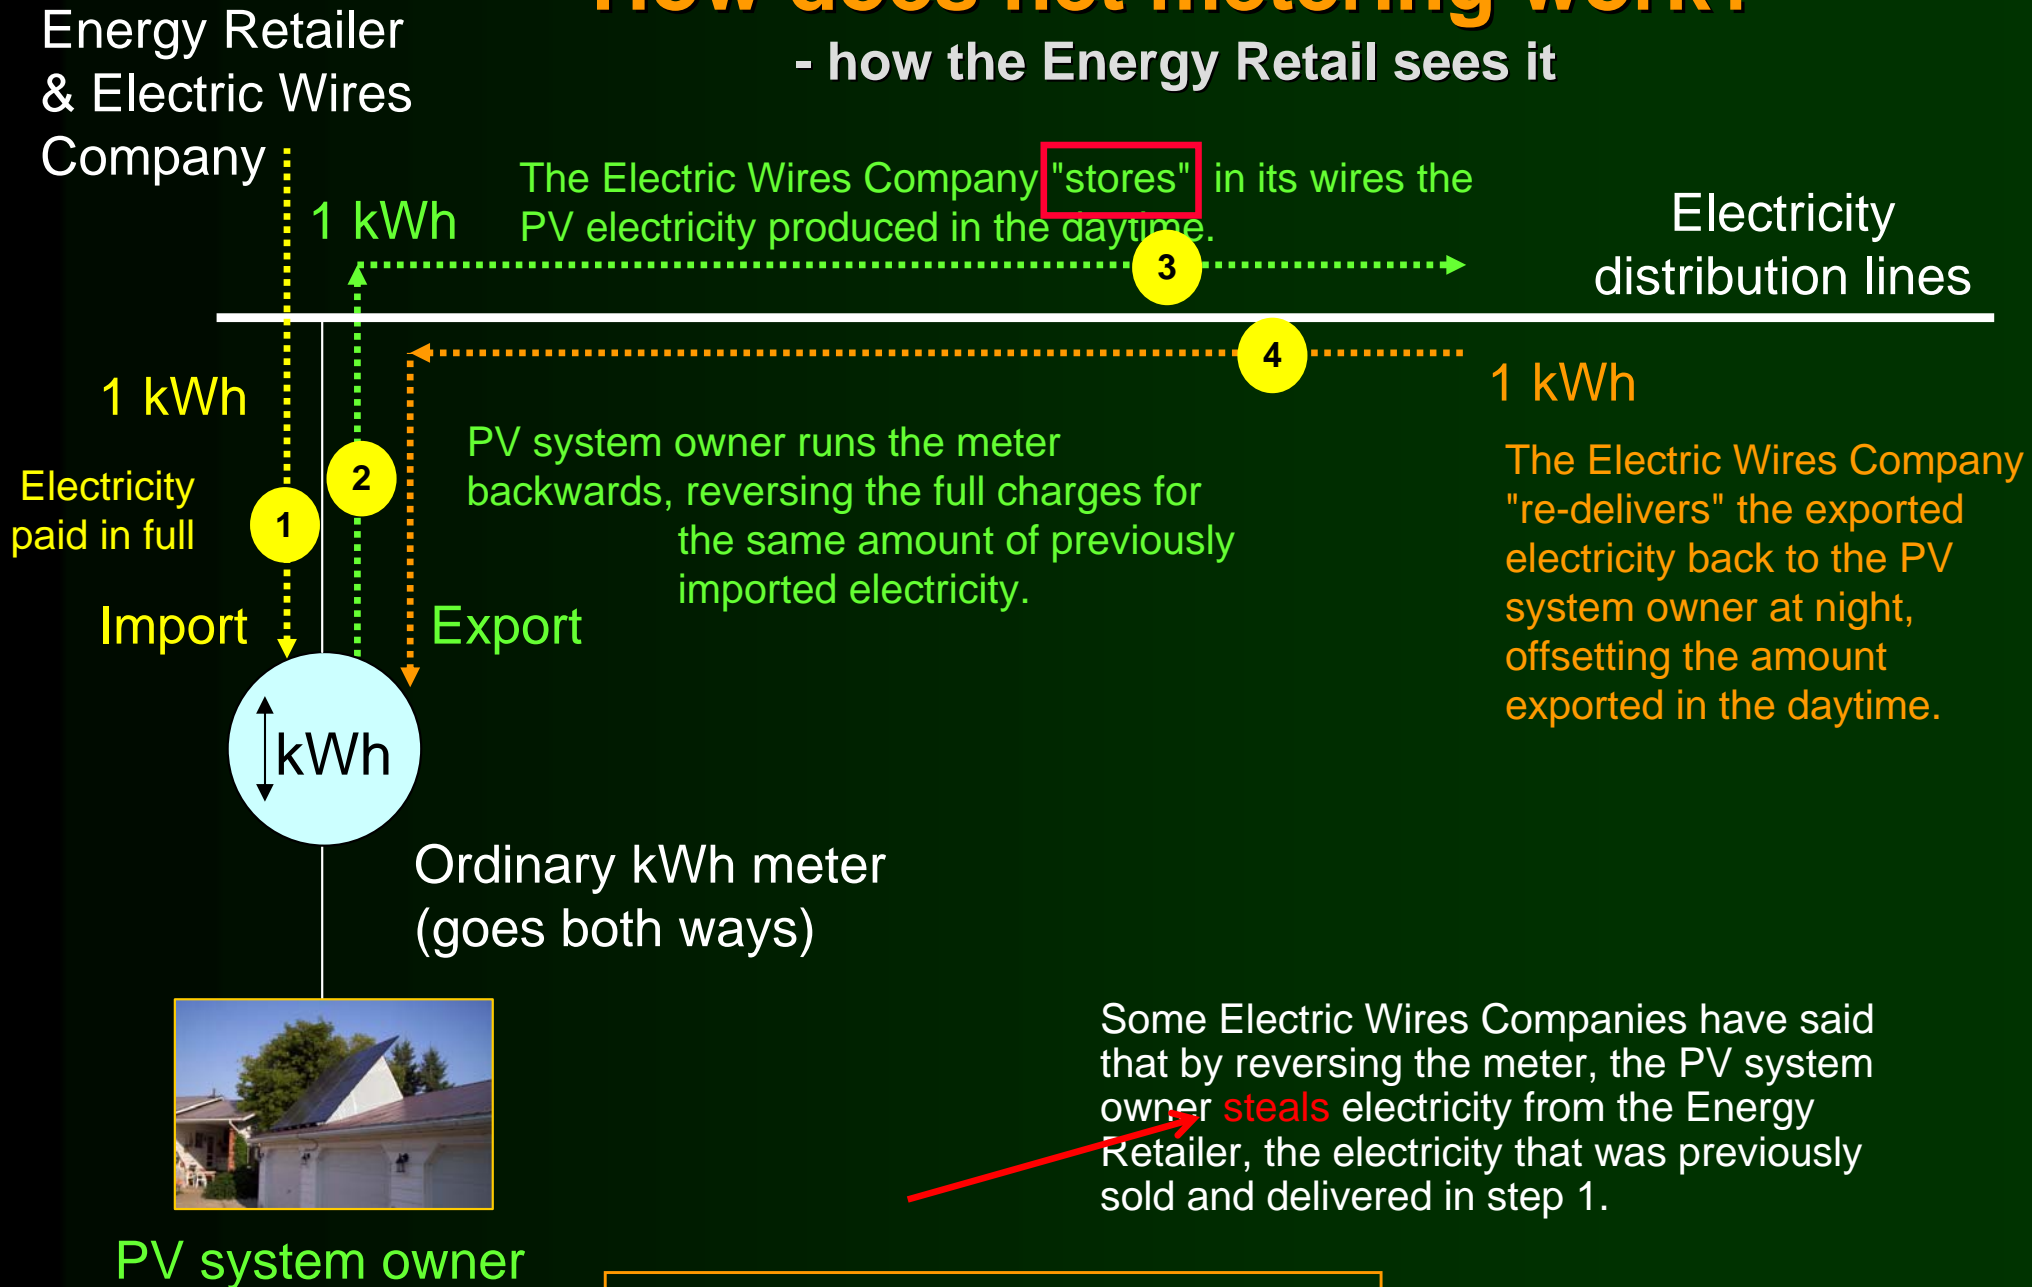 How does net metering work?
- how the Energy Retail sees it
Energy Retailer
& Electric Wires
Company
The Electric Wires Company "stores" in its wires the
PV electricity produced in the daytime.
1 kWh
3
Electricity
distribution lines
4
1 kWh
1 kWh
Electricity
paid in full
1
2
PV system owner runs the meter
backwards, reversing the full charges for
the same amount of previously
imported electricity.
The Electric Wires Company
"re-delivers" the exported
electricity back to the PV
system owner at night,
offsetting the amount
exported in the daytime.
Import
Export
kWh
Ordinary kWh meter
(goes both ways)
Some Electric Wires Companies have said
that by reversing the meter, the PV system
owner steals electricity from the Energy
Retailer, the electricity that was previously
sold and delivered in step 1.
PV system owner